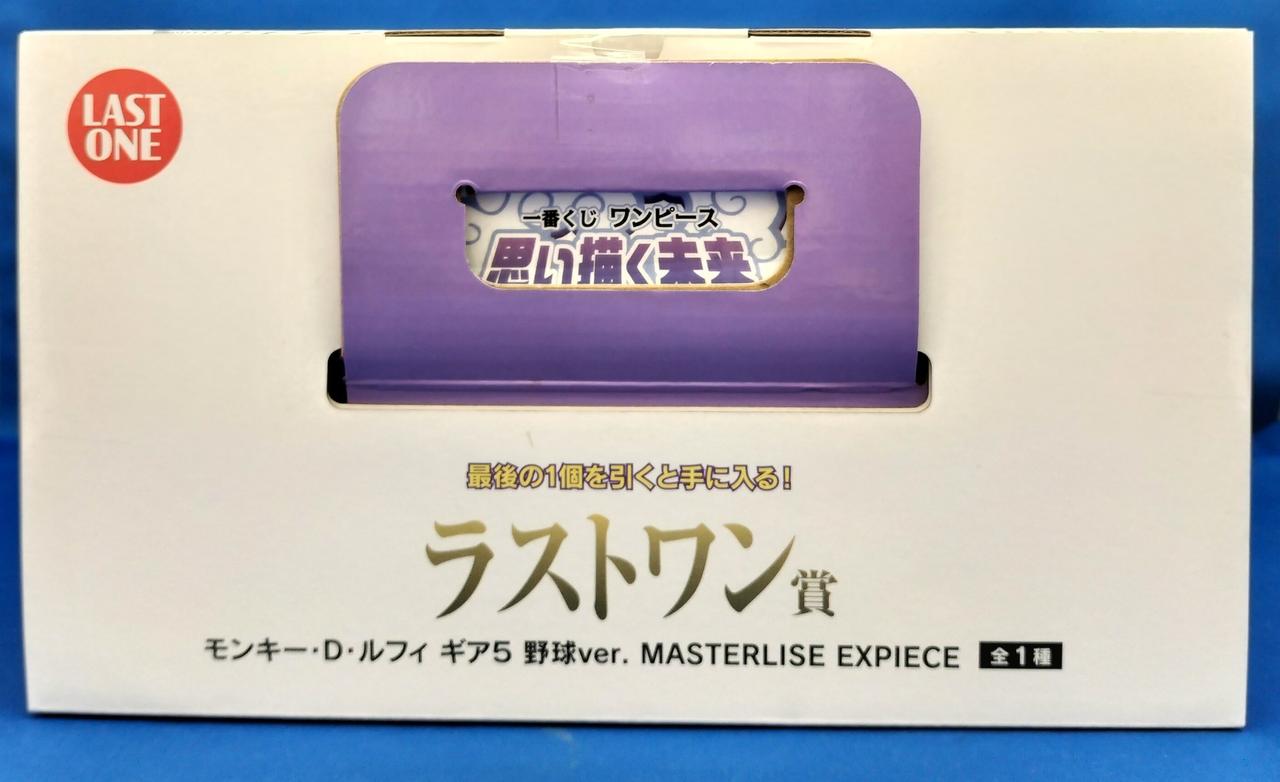 LAST
ONE
一番くじ ワンピース
思い描く未来
最後の1個を引くと手に入る!
ラストワン賞
モンキー・D・ルフィ ギア5 野球ver. MASTERLISE EXPIECE 全1種